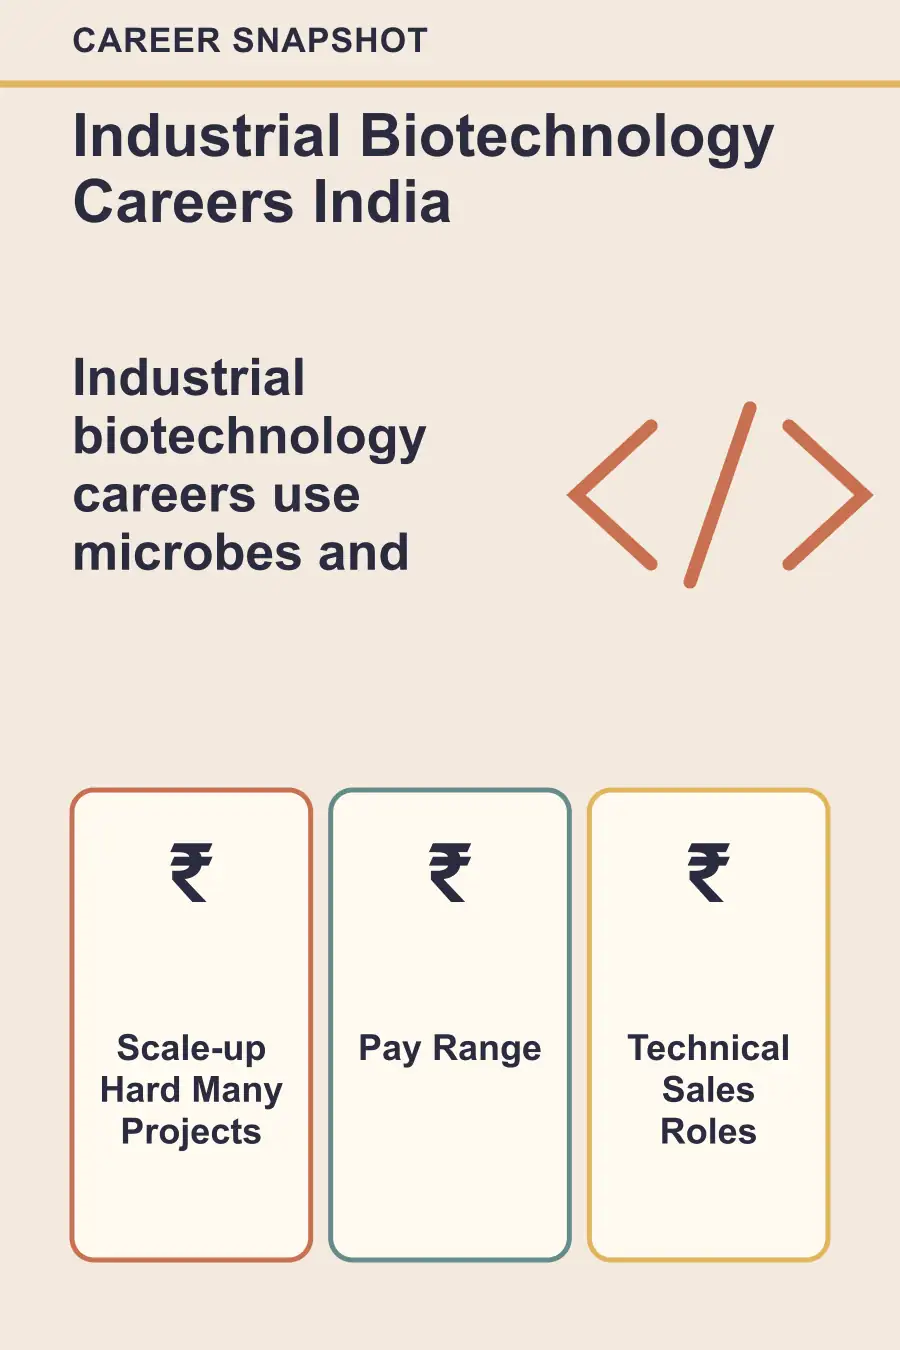 CAREER SNAPSHOT
Industrial Biotechnology
Careers India
Industrial
biotechnology
careers use
microbes and
₹ ₹ ₹
Scale-up
Hard Many
Projects
Pay Range
Technical
Sales
Roles